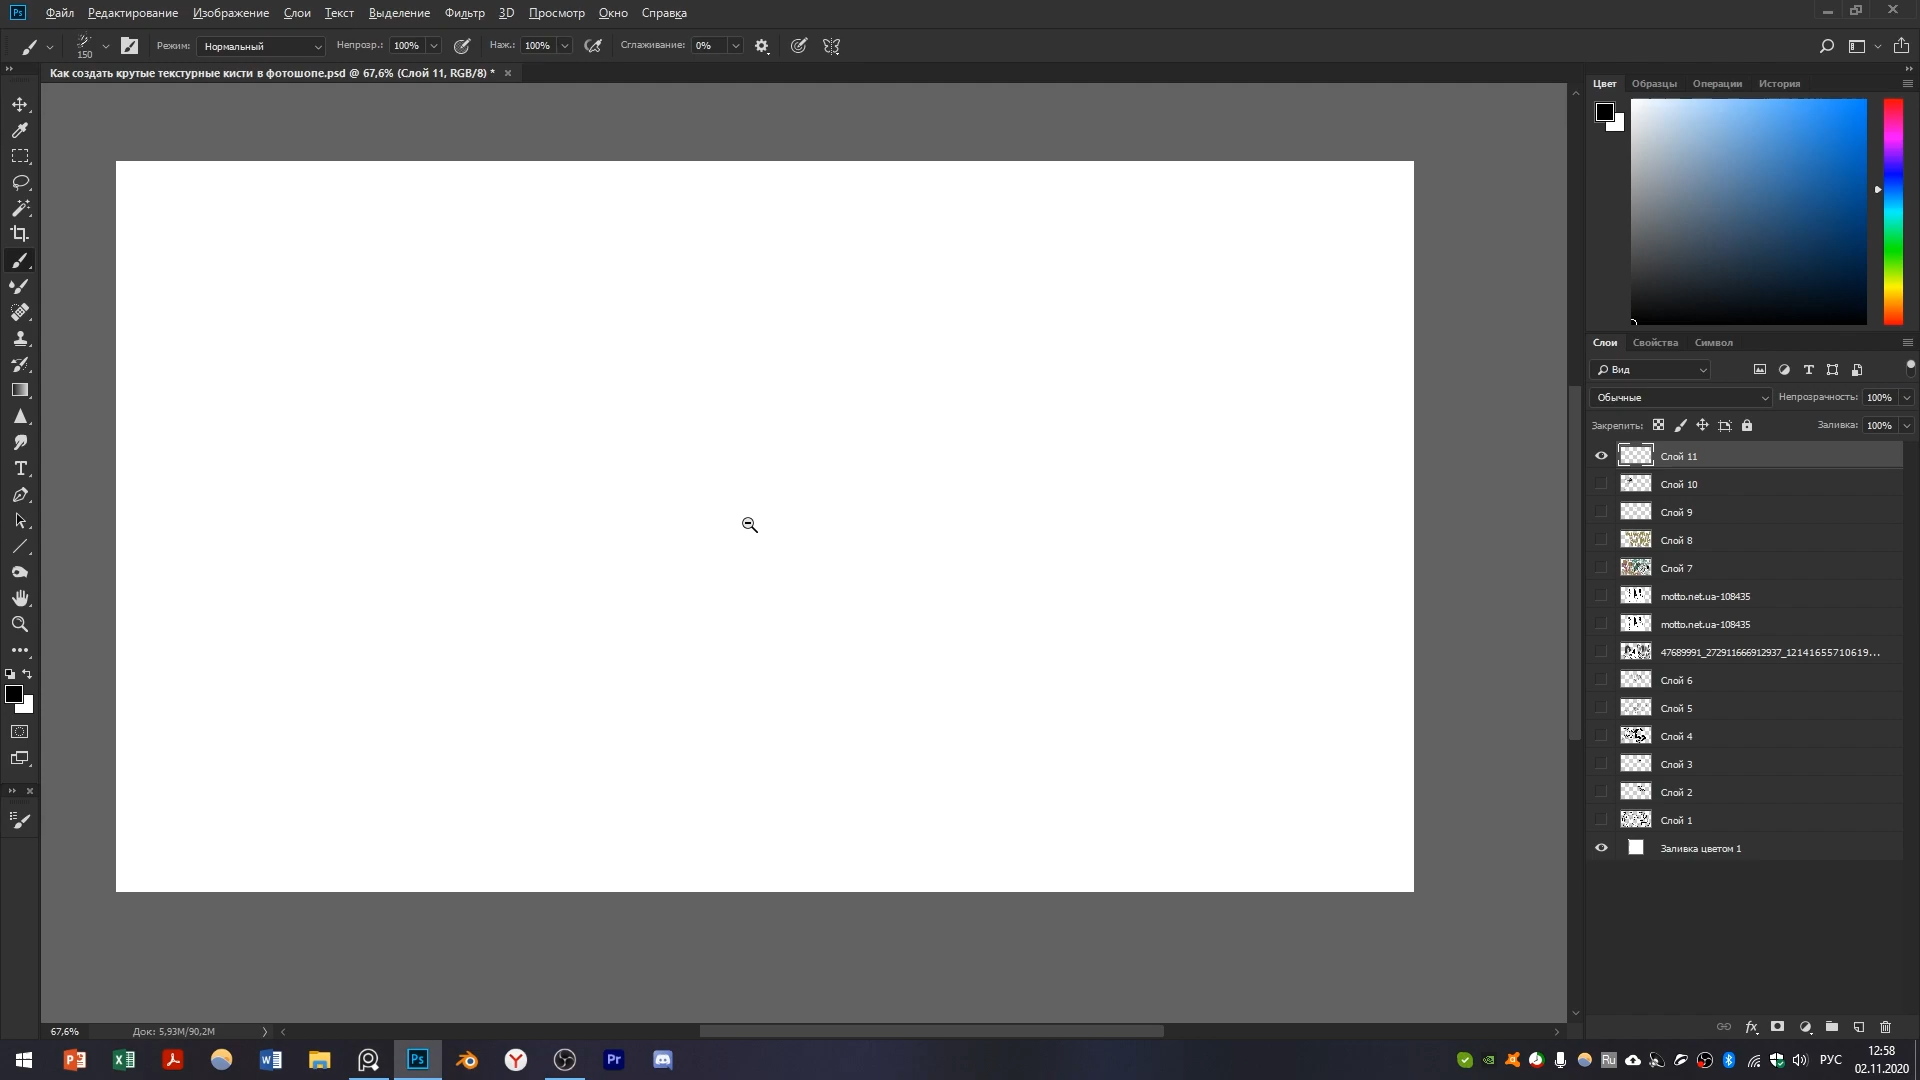 Ps Файл Редактирование Изображение Слои Текст Выделение Фильтр 3D Просмотр Окно Справка
150 Режим: Нормальный Непрозр.: 100% Наж.: 100% Сглаживание: 0%
Как создать крутые текстурные кисти в фотошопе.psd @ 67,6% (Слой 11, RGB/8) *
Цвет Образцы Операции История
Слои Свойства Символ
Вид
Обычные Непрозрачность: 100%
Закрепить: Заливка: 100%
Слой 11
Слой 10
Слой 9
Слой 8
Слой 7
motto.net.ua-108435
motto.net.ua-108435
47689991_272911666912937_12141655710619...
Слой 6
Слой 5
Слой 4
Слой 3
Слой 2
Слой 1
Заливка цветом 1
67,6% Док: 5,93M/90,2M
Ps Pr Ru РУС 12:58
02.11.2020